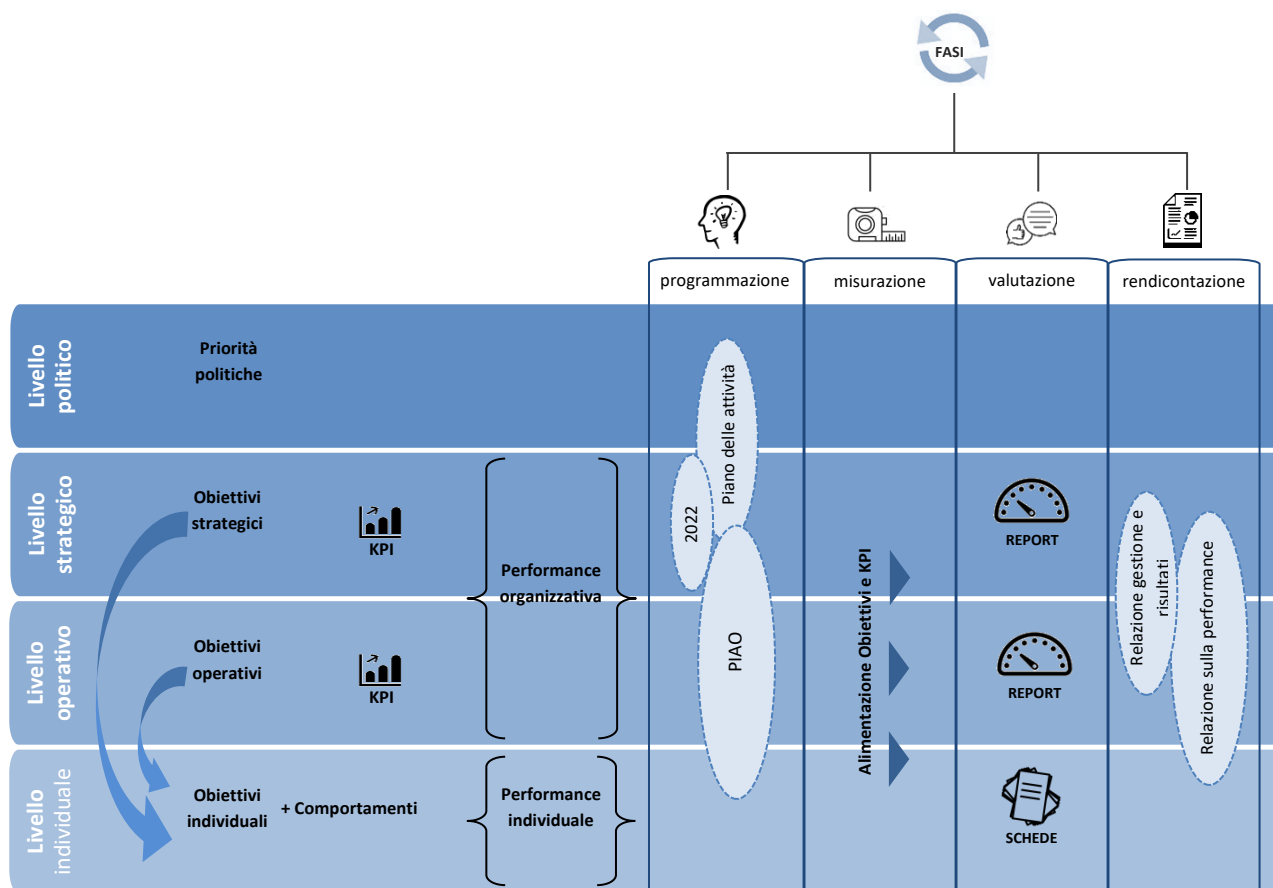 FASI
programmazione
misurazione
valutazione
rendicontazione
Livello
politico
Priorità
politiche
Piano delle attività
Livello
strategico
Obiettivi
strategici
KPI
2022
REPORT
Performance
organizzativa
Livello
operativo
Obiettivi
operativi
KPI
PIAO
Alimentazione Obiettivi e KPI
REPORT
Relazione gestione e
risultati
Relazione sulla performance
Livello
individuale
Obiettivi
individuali
+ Comportamenti
Performance
individuale
SCHEDE